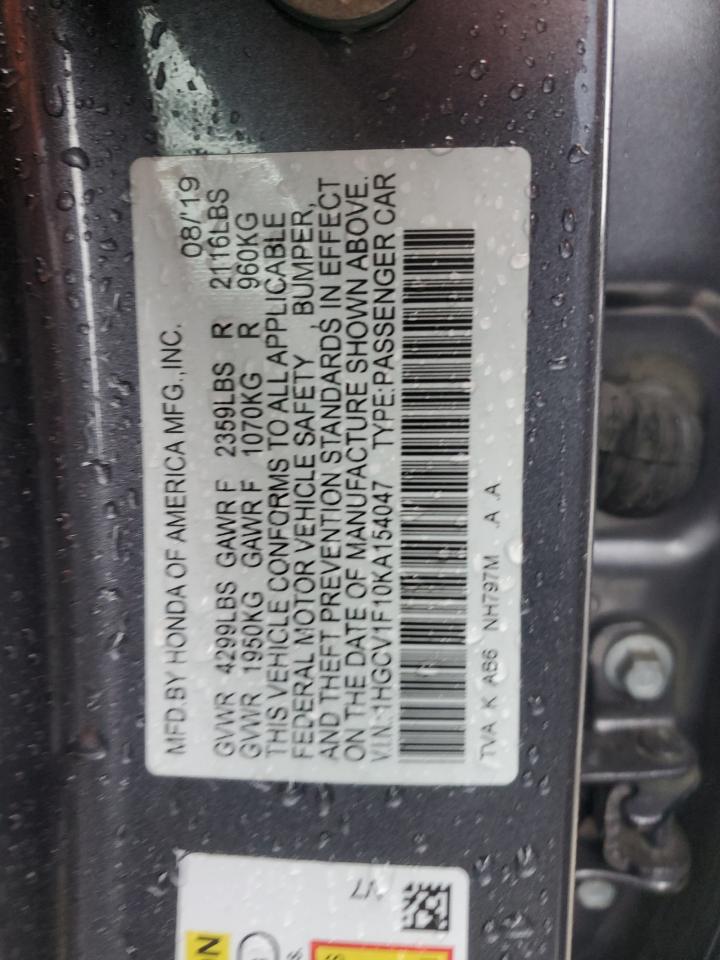 MFD.BY HONDA OF AMERICA MFG.,INC. 08/'19
GVWR 4299LBS GAWR F 2359LBS R 2116LBS
GVWR 1950KG GAWR F 1070KG R 960KG
THIS VEHICLE CONFORMS TO ALL APPLICABLE
FEDERAL MOTOR VEHICLE SAFETY , BUMPER,
AND THEFT PREVENTION STANDARDS IN EFFECT
ON THE DATE OF MANUFACTURE SHOWN ABOVE.
VIN:1HGCV1F10KA154047 TYPE:PASSENGER CAR
TVA K A66 NH797M .A .A